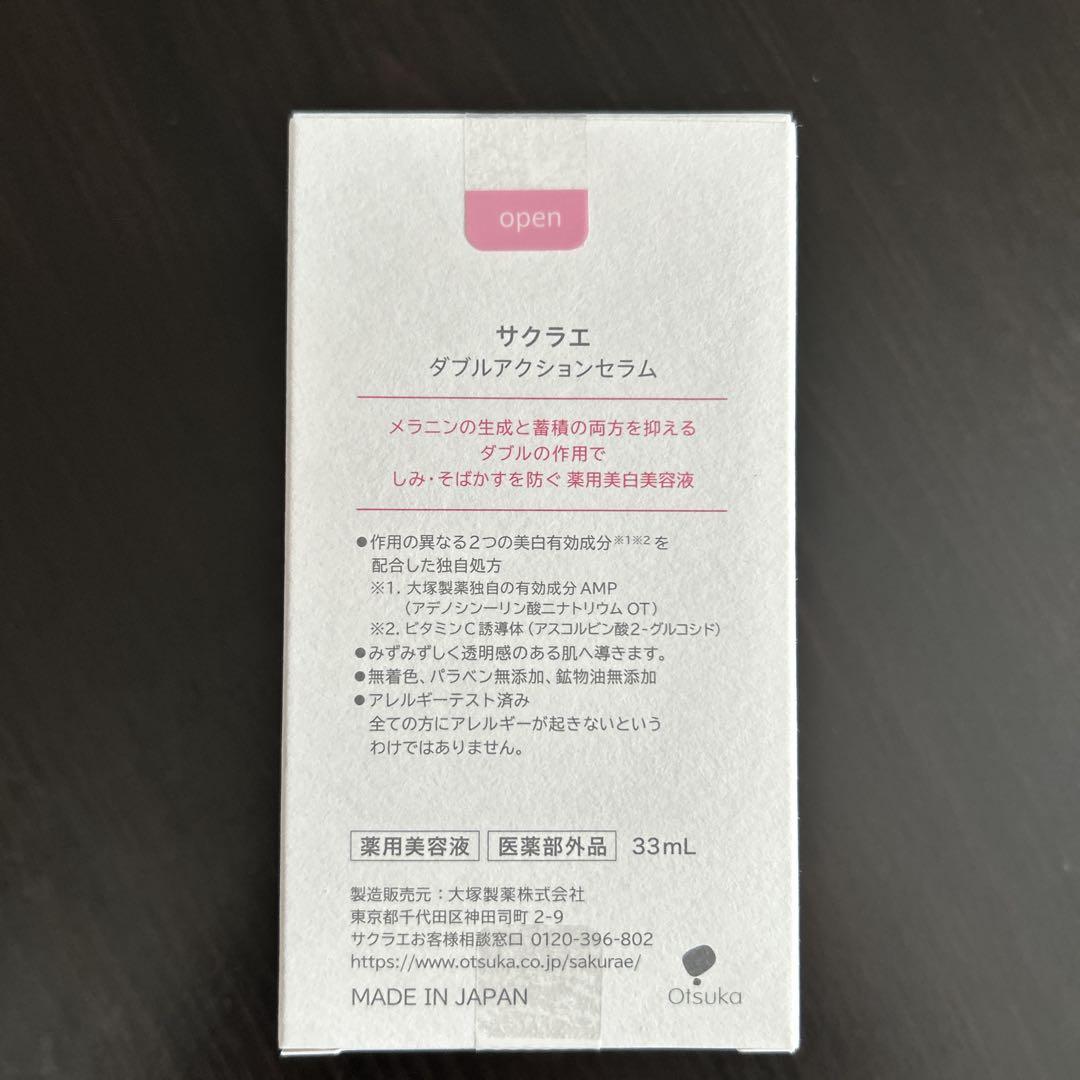 open
サクラエ
ダブルアクションセラム
メラニンの生成と蓄積の両方を抑える
ダブルの作用で
しみ・そばかすを防ぐ 薬用美白美容液
●作用の異なる2つの美白有効成分※1※2を
配合した独自処方
※1. 大塚製薬独自の有効成分AMP
（アデノシン一リン酸二ナトリウム OT）
※2. ビタミンC誘導体（アスコルビン酸2-グルコシド）
●みずみずしく透明感のある肌へ導きます。
●無着色、パラベン無添加、鉱物油無添加
●アレルギーテスト済み
全ての方にアレルギーが起きないという
わけではありません。
薬用美容液 医薬部外品 33mL
製造販売元：大塚製薬株式会社
東京都千代田区神田司町 2-9
サクラエお客様相談窓口 0120-396-802
https://www.otsuka.co.jp/sakurae/
MADE IN JAPAN
Otsuka